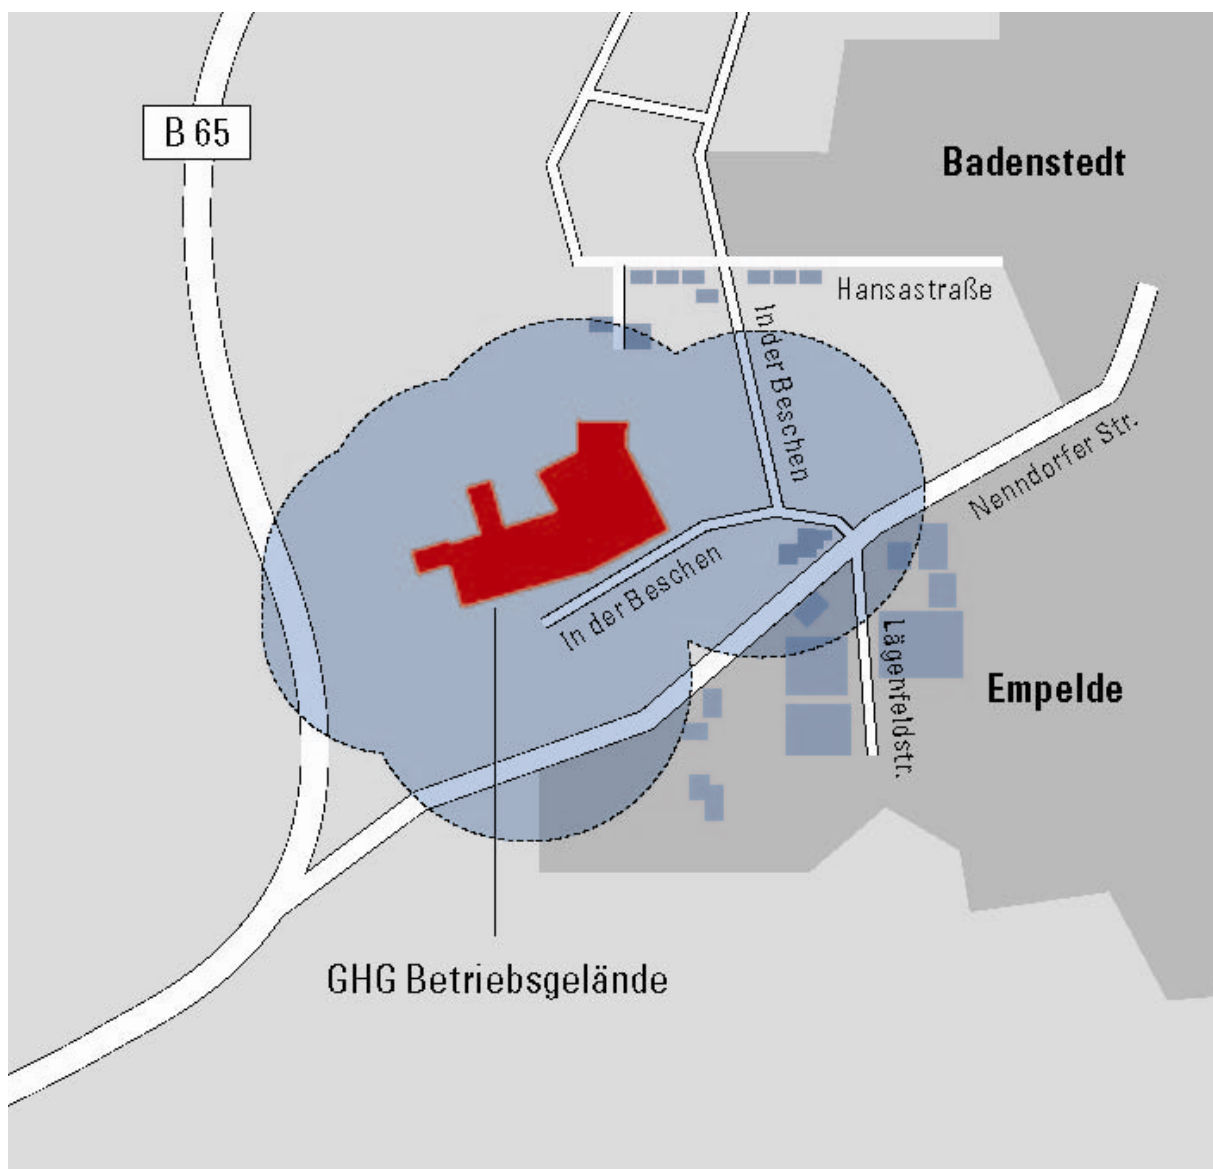 B 65
Badenstedt
Hansastraße
In der Beschen
Nenndorfer Str.
In der Beschen
Lägenfeldstr.
Empelde
GHG Betriebsgelände